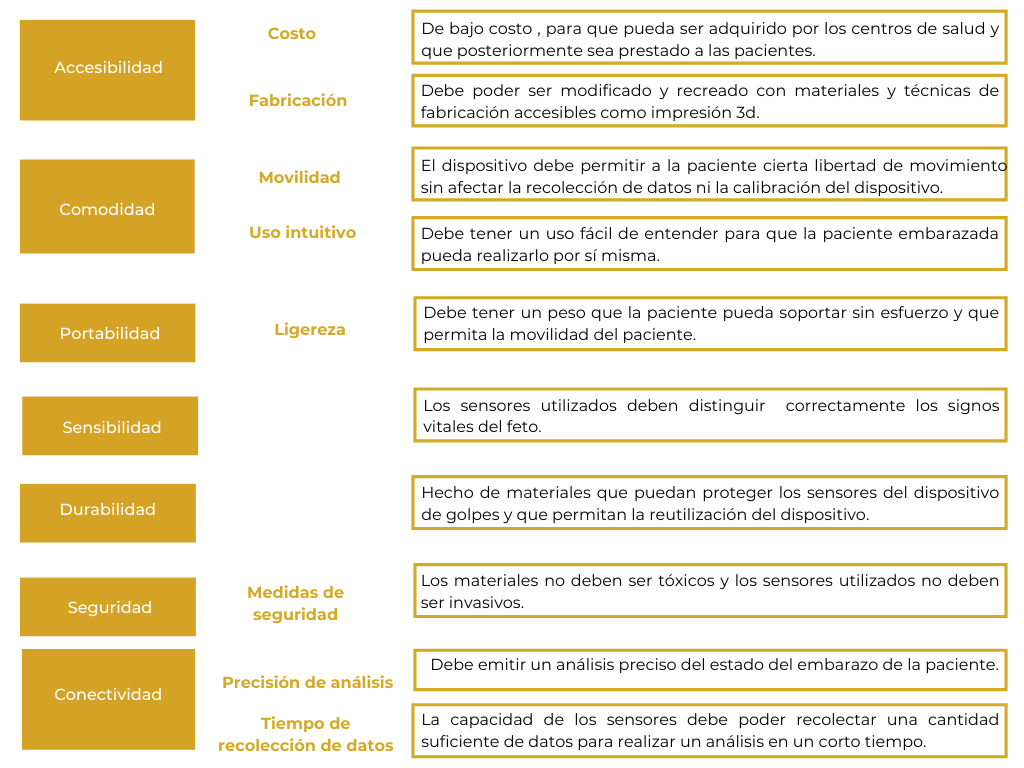 Accesibilidad
Costo
De bajo costo , para que pueda ser adquirido por los centros de salud y
que posteriormente sea prestado a las pacientes.
Fabricación
Debe poder ser modificado y recreado con materiales y técnicas de
fabricación accesibles como impresión 3d.
Comodidad
Movilidad
El dispositivo debe permitir a la paciente cierta libertad de movimiento
sin afectar la recolección de datos ni la calibración del dispositivo.
Uso intuitivo
Debe tener un uso fácil de entender para que la paciente embarazada
pueda realizarlo por sí misma.
Portabilidad
Ligereza
Debe tener un peso que la paciente pueda soportar sin esfuerzo y que
permita la movilidad del paciente.
Sensibilidad
Los sensores utilizados deben distinguir correctamente los signos
vitales del feto.
Durabilidad
Hecho de materiales que puedan proteger los sensores del dispositivo
de golpes y que permitan la reutilización del dispositivo.
Seguridad
Medidas de
seguridad
Los materiales no deben ser tóxicos y los sensores utilizados no deben
ser invasivos.
Conectividad
Precisión de análisis
Debe emitir un análisis preciso del estado del embarazo de la paciente.
Tiempo de
recolección de datos
La capacidad de los sensores debe poder recolectar una cantidad
suficiente de datos para realizar un análisis en un corto tiempo.